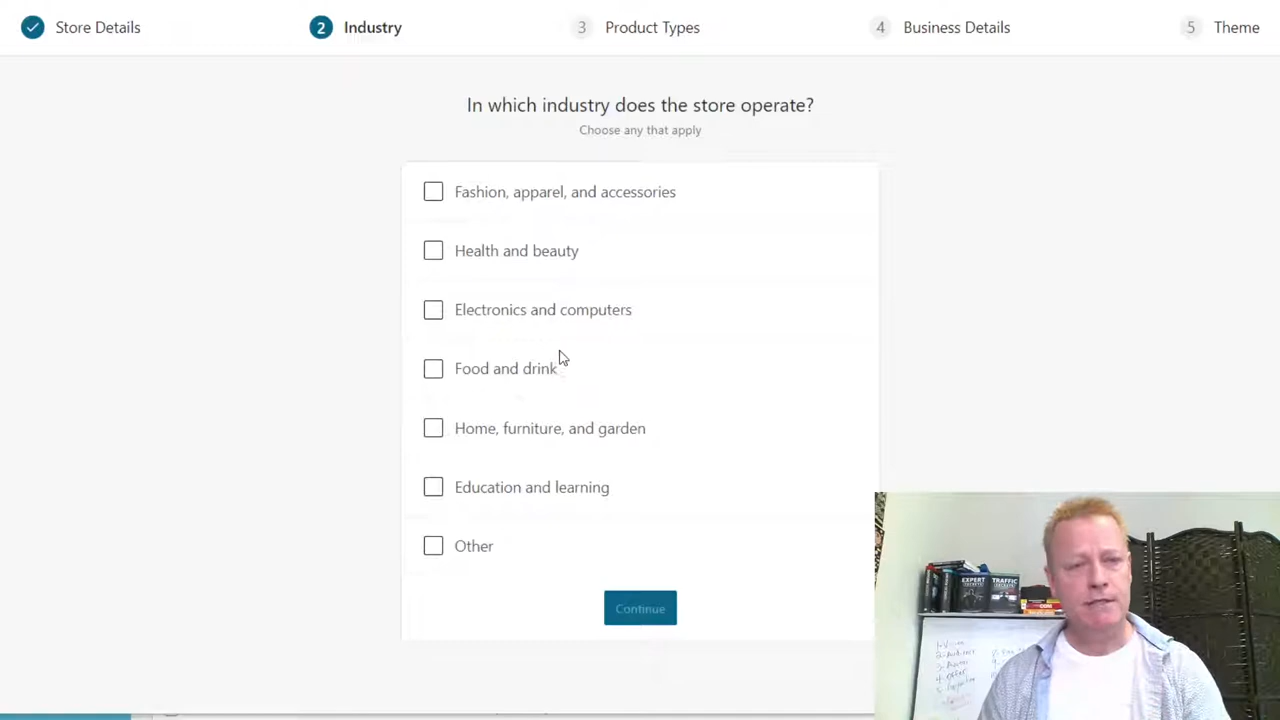 Store Details
2 Industry
3 Product Types
4 Business Details
5 Theme
In which industry does the store operate?
Choose any that apply
Fashion, apparel, and accessories
Health and beauty
Electronics and computers
Food and drink
Home, furniture, and garden
Education and learning
Other
Continue
EXPERT
SECRETS
TRAFFIC
SECRETS